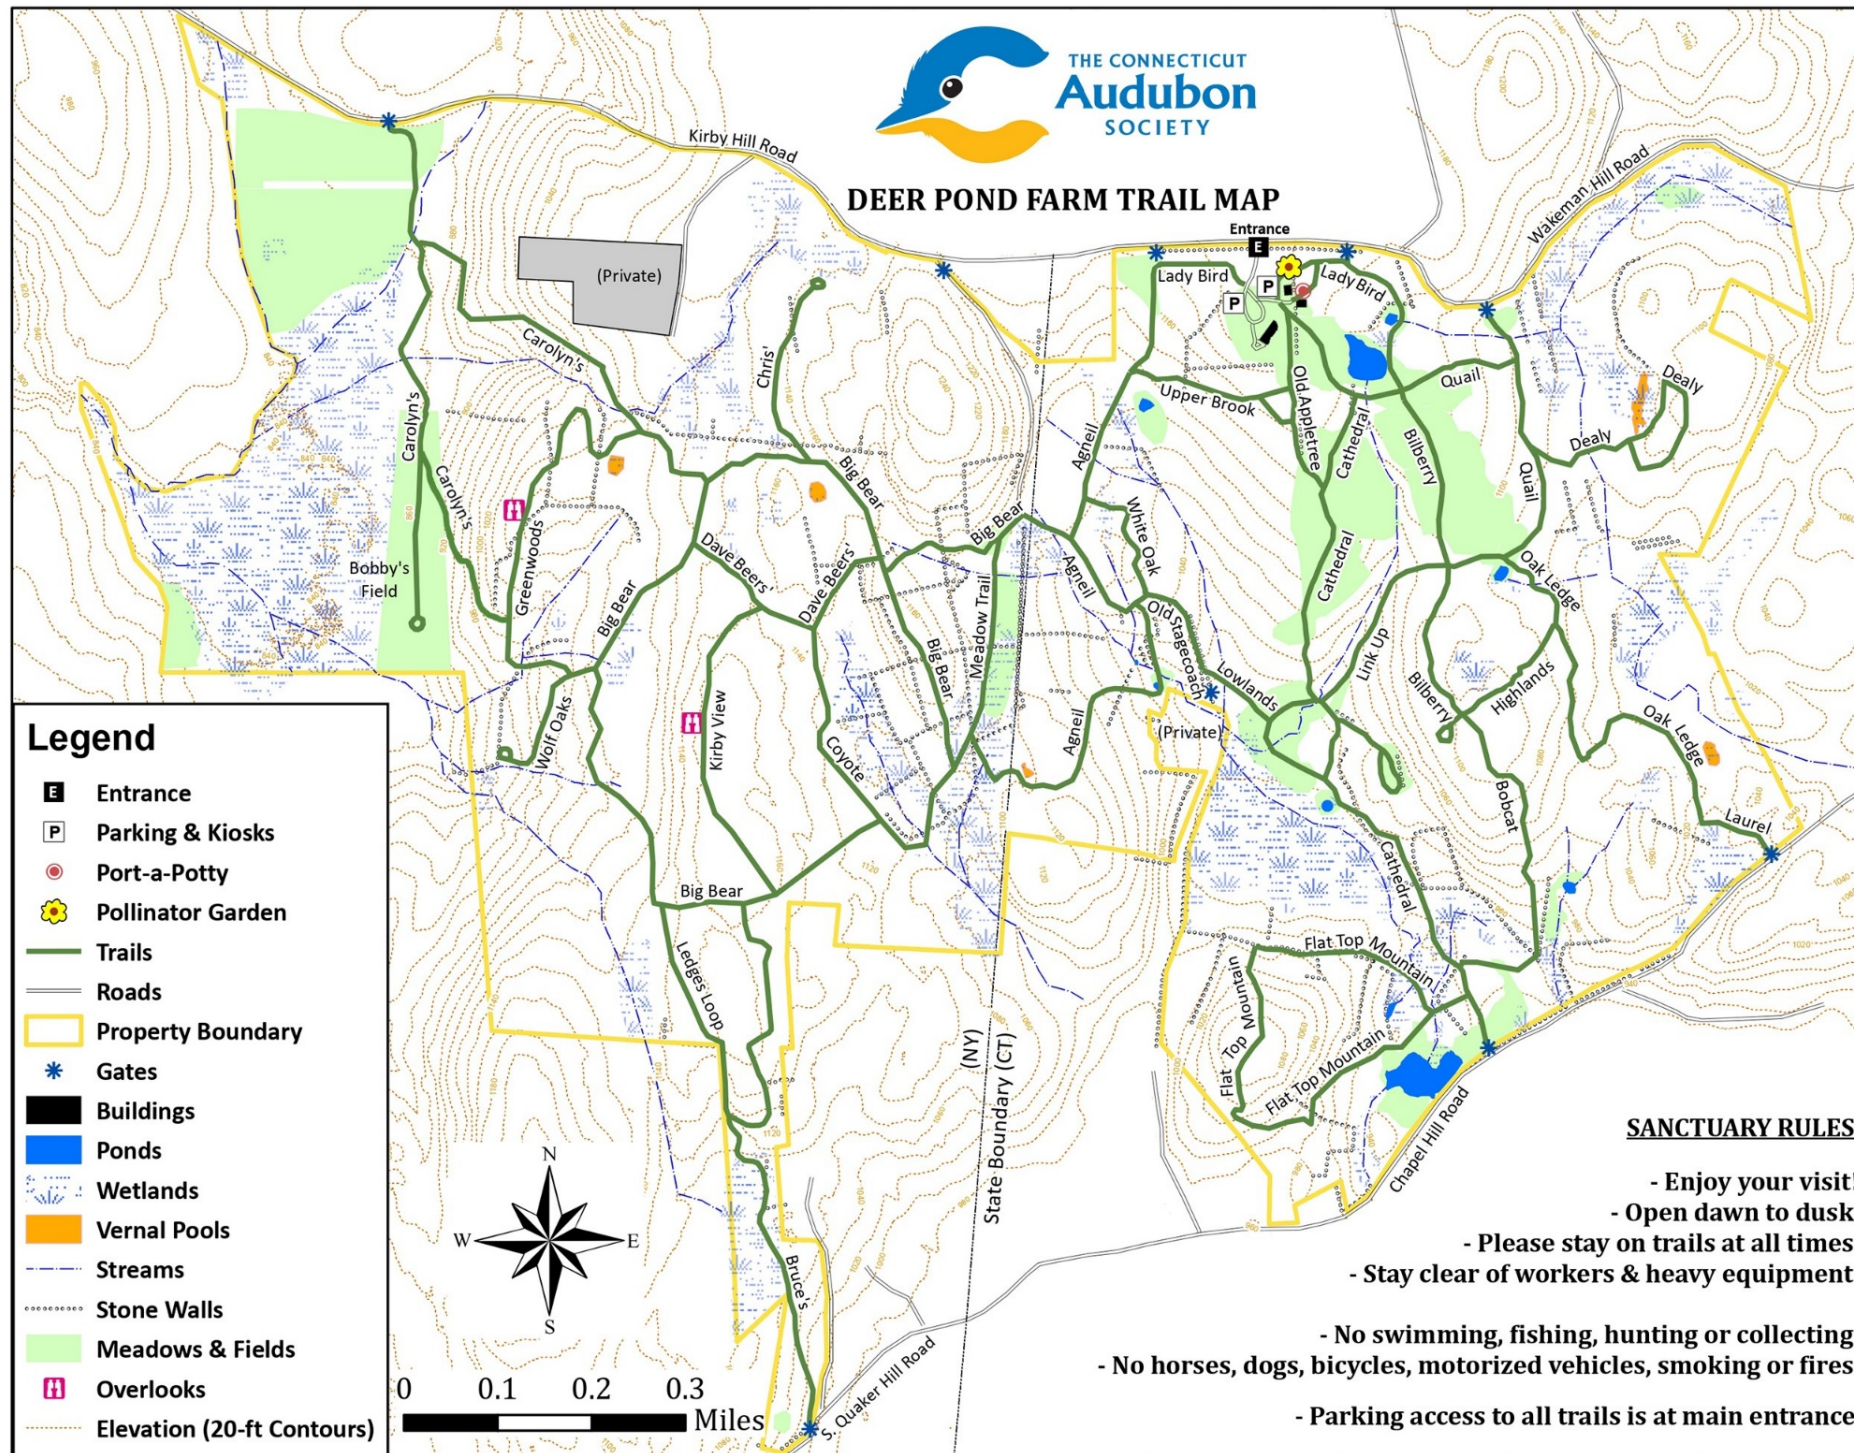 THE CONNECTICUT
Audubon
SOCIETY
DEER POND FARM TRAIL MAP
Kirby Hill Road
Wakeman Hill Road
Entrance
E
P
P
(Private)
Lady Bird
Lady Bird
Carolyn's
Chris'
Upper Brook
Old Appletree
Quail
Dealy
Dealy
Carolyn's
Carolyn's
Greenwoods
Big Bear
Agneil
Cathedral
Bilberry
Quail
White Oak
Big Bear
Dave Beers'
Dave Beers'
Bobby's
Field
Big Bear
Meadow Trail
Agneil
Old Stagecoach
Cathedral
Oak Ledge
Big Bear
Link Up
Highlands
Bilberry
Lowlands
(Private)
Wolf Oaks
Kirby View
Coyote
Agneil
Oak Ledge
Laurel
Bobcat
Cathedral
Big Bear
Ledges Loop
Flat Top Mountain
Flat Top Mountain
Flat Top Mountain
(NY)
State Boundary (CT)
Chapel Hill Road
Bruce's
S. Quaker Hill Road
Legend
E Entrance
P Parking & Kiosks
Port-a-Potty
Pollinator Garden
Trails
Roads
Property Boundary
Gates
Buildings
Ponds
Wetlands
Vernal Pools
Streams
Stone Walls
Meadows & Fields
Overlooks
Elevation (20-ft Contours)
N
W E
S
0 0.1 0.2 0.3
Miles
SANCTUARY RULES
- Enjoy your visit!
- Open dawn to dusk
- Please stay on trails at all times
- Stay clear of workers & heavy equipment
- No swimming, fishing, hunting or collecting
- No horses, dogs, bicycles, motorized vehicles, smoking or fires
- Parking access to all trails is at main entrance